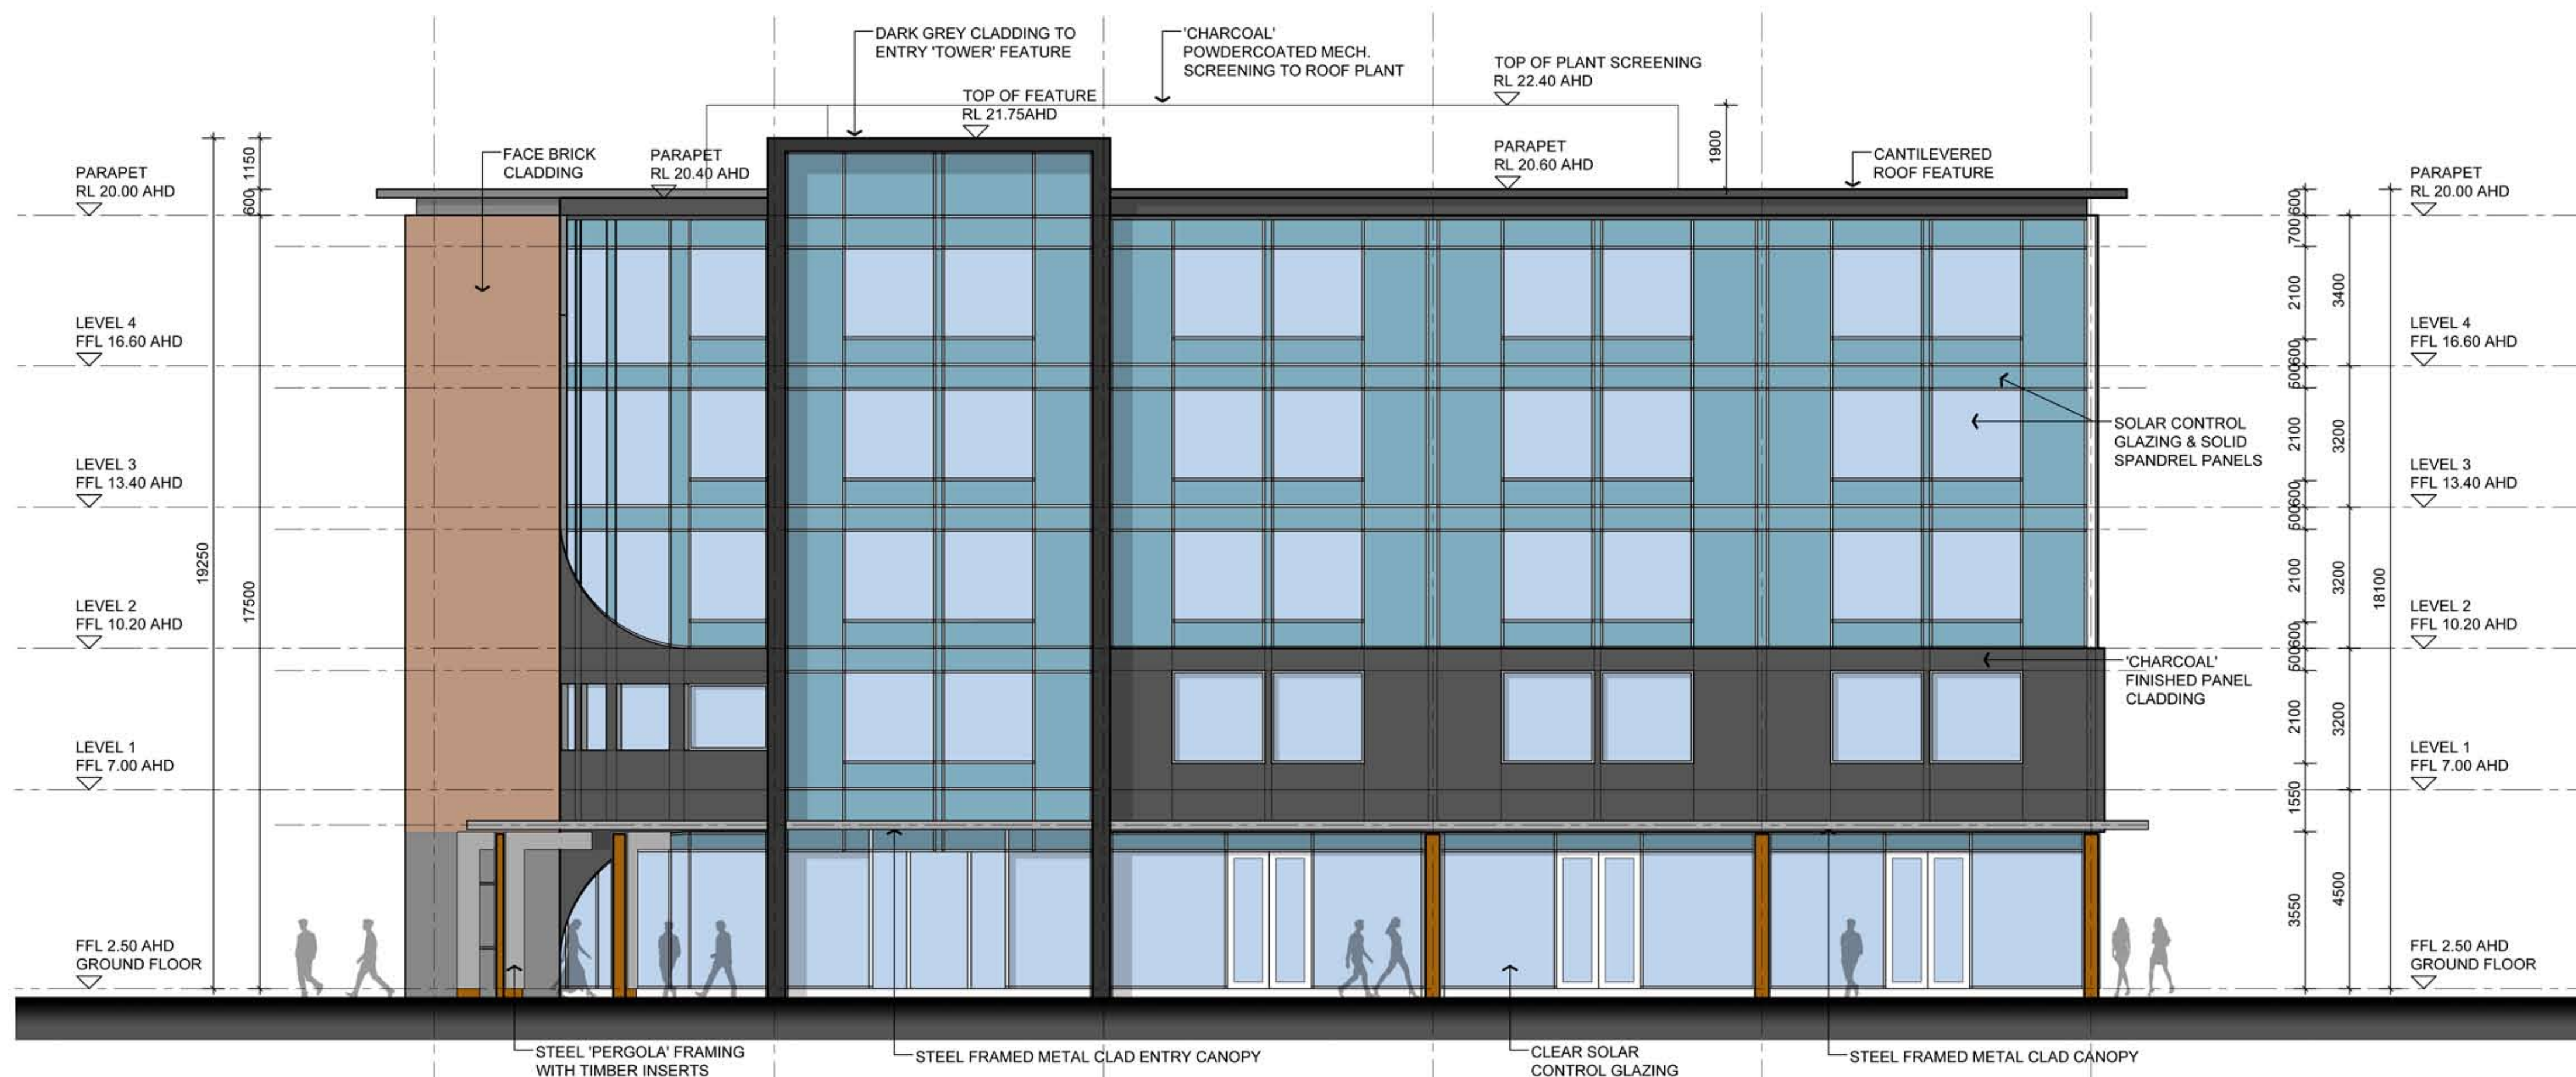 DARK GREY CLADDING TO
ENTRY 'TOWER' FEATURE
'CHARCOAL'
POWDERCOATED MECH.
SCREENING TO ROOF PLANT
TOP OF PLANT SCREENING
RL 22.40 AHD
TOP OF FEATURE
RL 21.75AHD
FACE BRICK
CLADDING
PARAPET
RL 20.40 AHD
PARAPET
RL 20.60 AHD
1900
CANTILEVERED
ROOF FEATURE
PARAPET
RL 20.00 AHD
LEVEL 4
FFL 16.60 AHD
LEVEL 3
FFL 13.40 AHD
LEVEL 2
FFL 10.20 AHD
LEVEL 1
FFL 7.00 AHD
FFL 2.50 AHD
GROUND FLOOR
19250
1150
600
17500
SOLAR CONTROL
GLAZING & SOLID
SPANDREL PANELS
'CHARCOAL'
FINISHED PANEL
CLADDING
600
700
2100
600
500
2100
600
500
2100
600
500
2100
1550
3550
3400
3200
3200
3200
4500
18100
PARAPET
RL 20.00 AHD
LEVEL 4
FFL 16.60 AHD
LEVEL 3
FFL 13.40 AHD
LEVEL 2
FFL 10.20 AHD
LEVEL 1
FFL 7.00 AHD
FFL 2.50 AHD
GROUND FLOOR
STEEL 'PERGOLA' FRAMING
WITH TIMBER INSERTS
STEEL FRAMED METAL CLAD ENTRY CANOPY
CLEAR SOLAR
CONTROL GLAZING
STEEL FRAMED METAL CLAD CANOPY